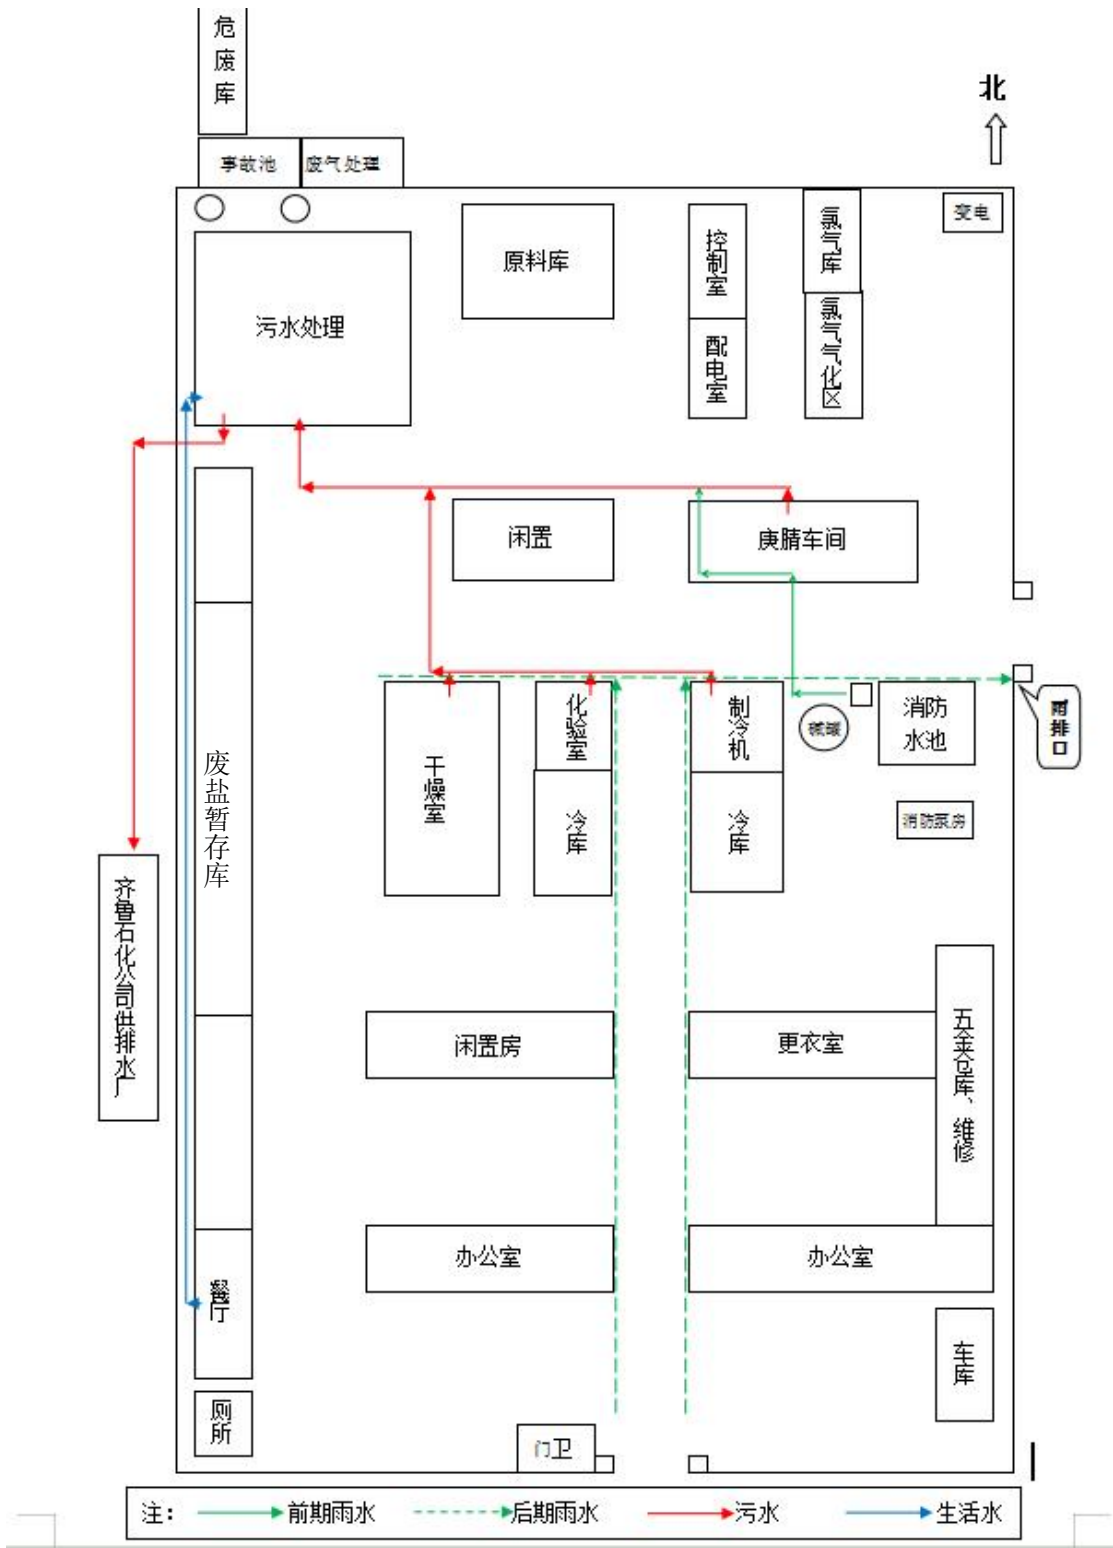 危废库
北
事故池
废气处理
变电
原料库
控制室
氯气库
污水处理
配电室
氯气气化区
闲置
庚腈车间
雨排口
化验室
制冷机
碱罐
消防
水池
干燥室
冷库
冷库
消防泵房
废盐暂存库
齐鲁石化公司供排水厂
闲置房
更衣室
五金仓库、维修
办公室
办公室
餐厅
车库
厕所
门卫
注：
前期雨水
后期雨水
污水
生活水